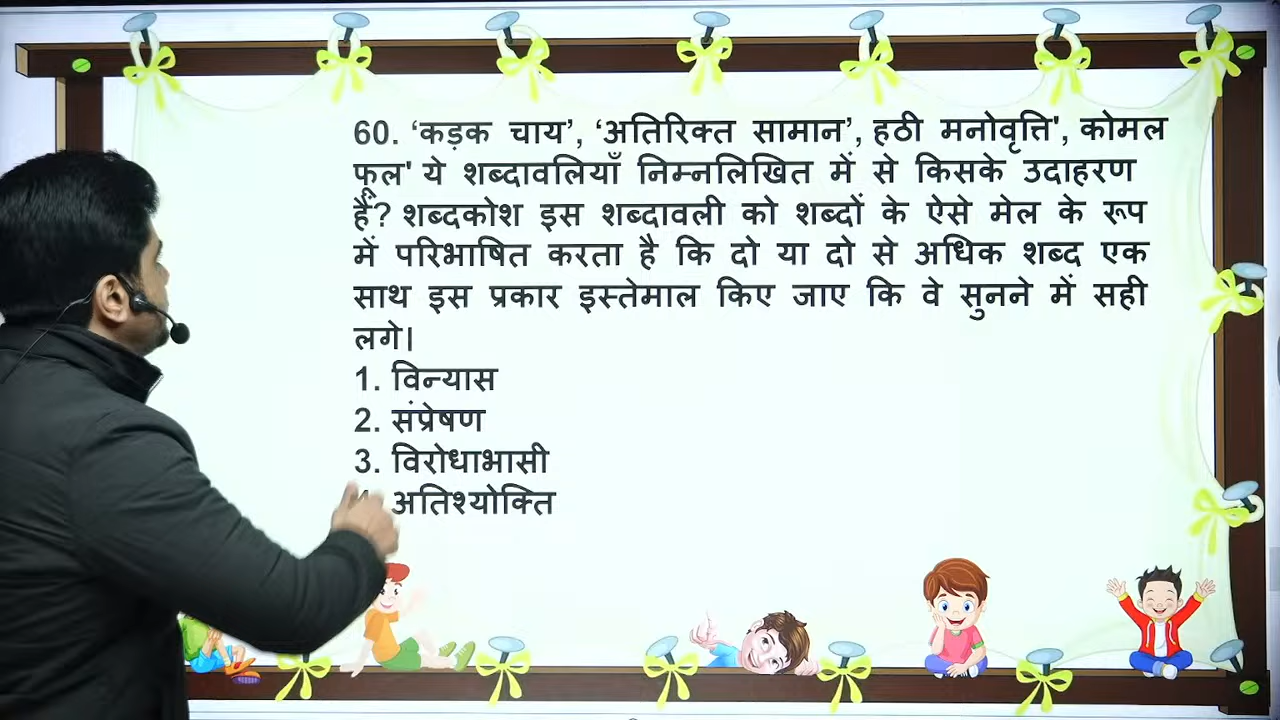 60. ‘कड़क चाय’, ‘अतिरिक्त सामान’, हठी मनोवृत्ति', कोमल
फूल' ये शब्दावलियाँ निम्नलिखित में से किसके उदाहरण
हैं? शब्दकोश इस शब्दावली को शब्दों के ऐसे मेल के रूप
में परिभाषित करता है कि दो या दो से अधिक शब्द एक
साथ इस प्रकार इस्तेमाल किए जाए कि वे सुनने में सही
लगे।
1. विन्यास
2. संप्रेषण
3. विरोधाभासी
4. अतिश्योक्ति